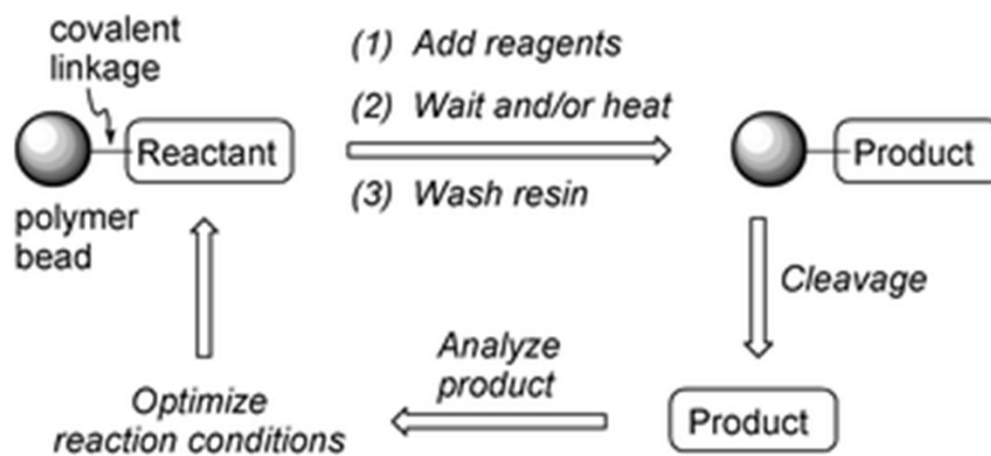 covalent
linkage
(1) Add reagents
(2) Wait and/or heat
(3) Wash resin
Reactant
Product
polymer
bead
Cleavage
Analyze
product
Product
Optimize
reaction conditions